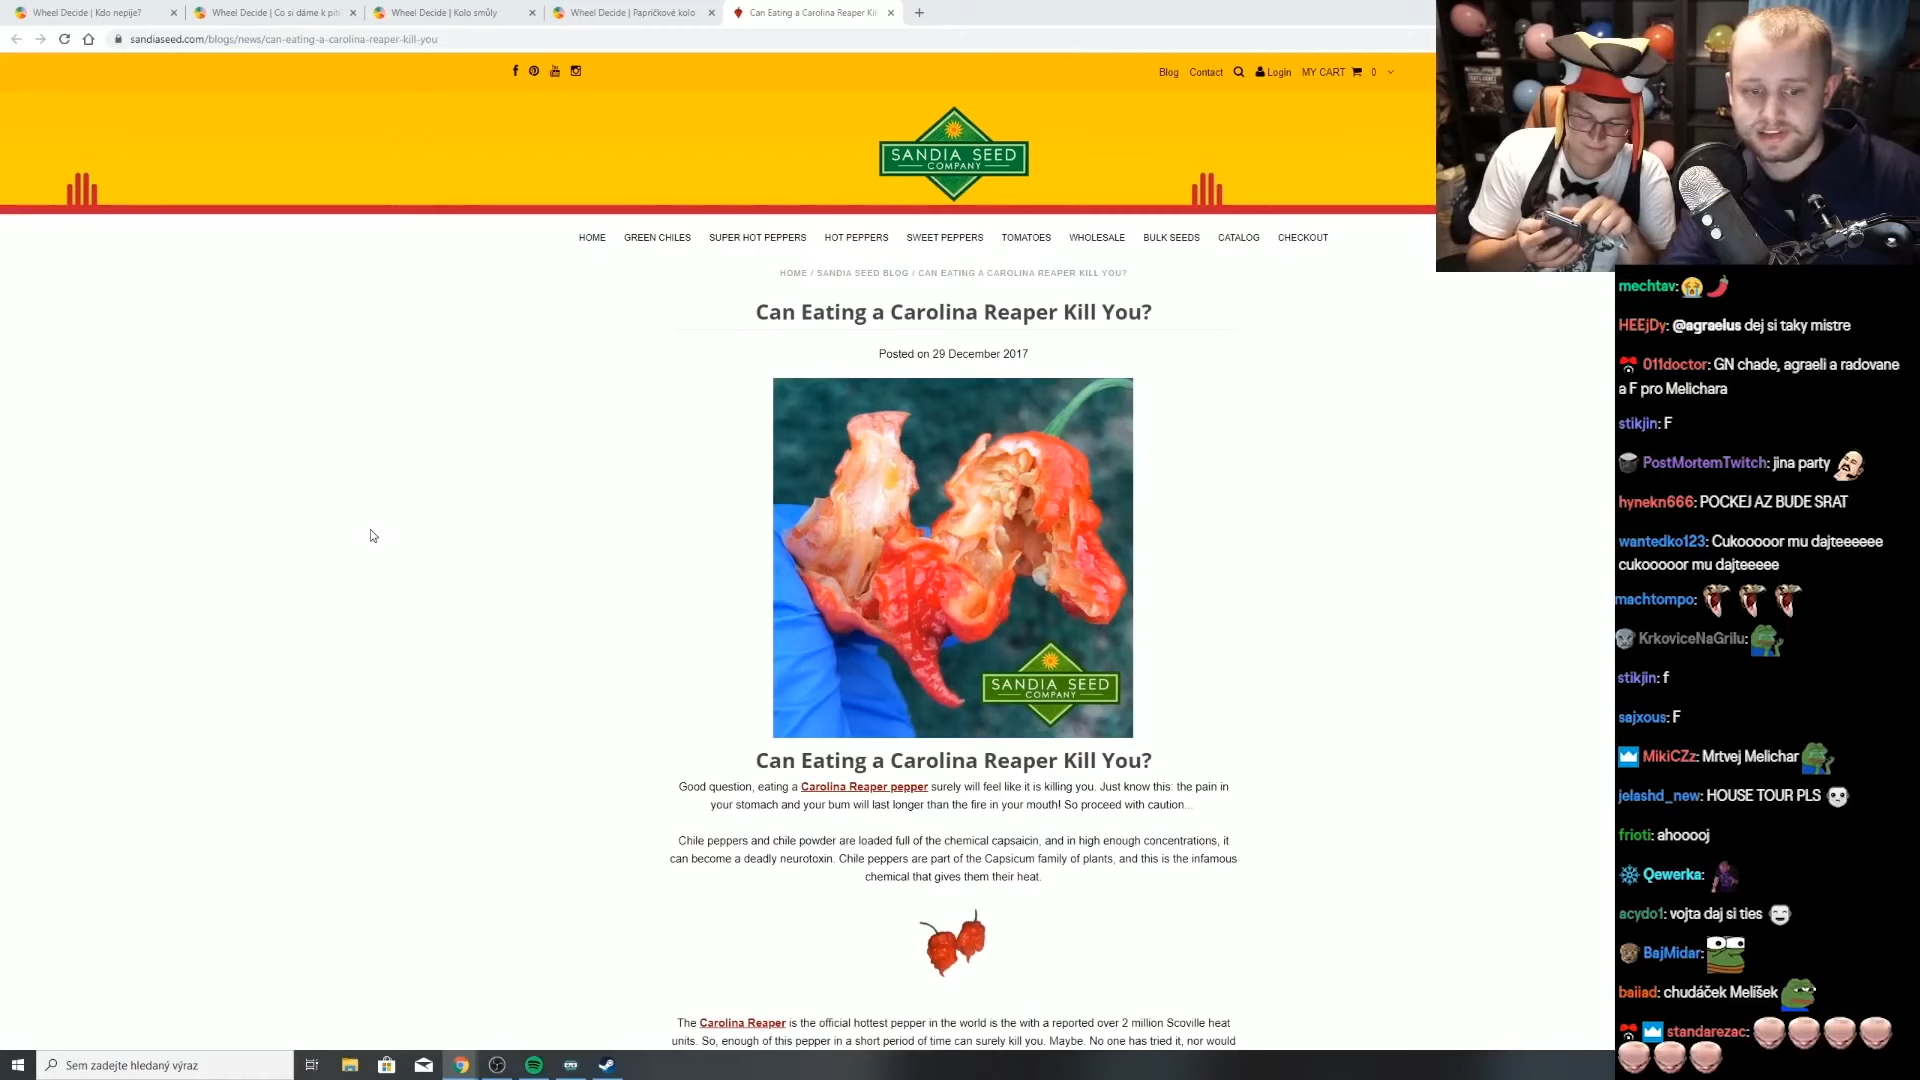 Wheel Decide | Kdo nepije?
Wheel Decide | Co si dáme k pití
Wheel Decide | Kolo smůly
Wheel Decide | Papričkové kolo
Can Eating a Carolina Reaper Kil
sandiaseed.com/blogs/news/can-eating-a-carolina-reaper-kill-you
Blog Contact Login MY CART 0
SANDIA SEED
COMPANY
HOME GREEN CHILES SUPER HOT PEPPERS HOT PEPPERS SWEET PEPPERS TOMATOES WHOLESALE BULK SEEDS CATALOG CHECKOUT
HOME / SANDIA SEED BLOG / CAN EATING A CAROLINA REAPER KILL YOU?
Can Eating a Carolina Reaper Kill You?
Posted on 29 December 2017
SANDIA SEED
COMPANY
Can Eating a Carolina Reaper Kill You?
Good question, eating a Carolina Reaper pepper surely will feel like it is killing you. Just know this: the pain in
your stomach and your bum will last longer than the fire in your mouth! So proceed with caution...
Chile peppers and chile powder are loaded full of the chemical capsaicin, and in high enough concentrations, it
can become a deadly neurotoxin. Chile peppers are part of the Capsicum family of plants, and this is the infamous
chemical that gives them their heat.
The Carolina Reaper is the official hottest pepper in the world is the with a reported over 2 million Scoville heat
units. So, enough of this pepper in a short period of time can surely kill you. Maybe. No one has tried it, nor would
mechtav:
HEEjDy: @agraelus dej si taky mistre
011doctor: GN chade, agraeli a radovane
a F pro Melichara
stikjin: F
PostMortemTwitch: jina party
hynekn666: POCKEJ AZ BUDE SRAT
wantedko123: Cukooooor mu dajteeeeee
cukooooor mu dajteeeee
machtompo:
KrkoviceNaGrilu:
stikjin: f
sajxous: F
MikiCZz: Mrtvej Melichar
jelashd_new: HOUSE TOUR PLS
frioti: ahooooj
Qewerka:
acydo1: vojta daj si ties
BajMidar:
baiiad: chudáček Melíšek
standarezac:
Sem zadejte hledaný výraz